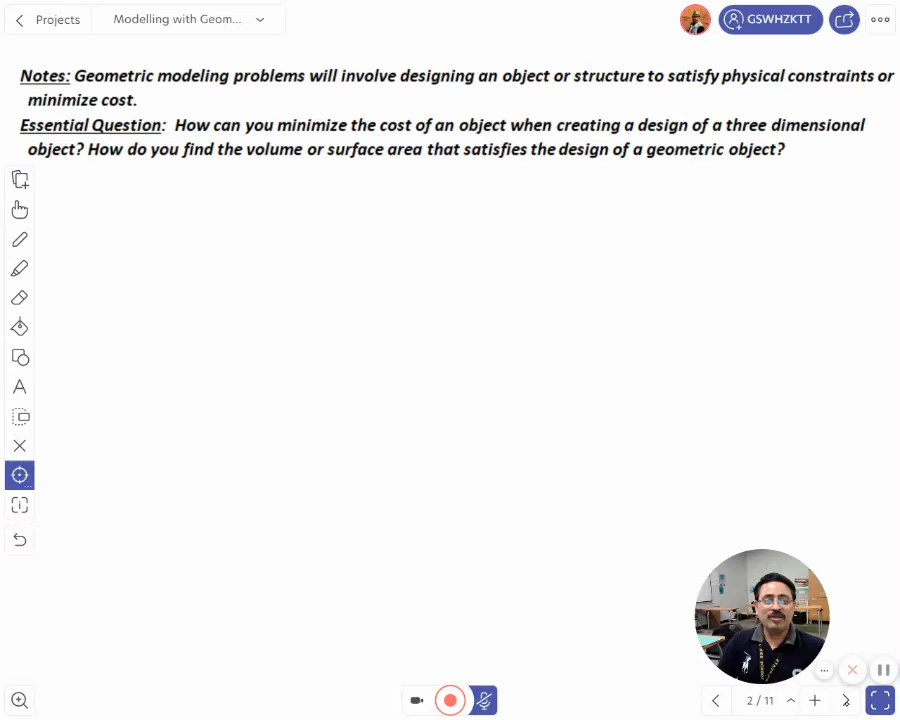 Projects
Modelling with Geom...
GSWHZKTT
Notes: Geometric modeling problems will involve designing an object or structure to satisfy physical constraints or
minimize cost.
Essential Question: How can you minimize the cost of an object when creating a design of a three dimensional
object? How do you find the volume or surface area that satisfies the design of a geometric object?
A
2 / 11